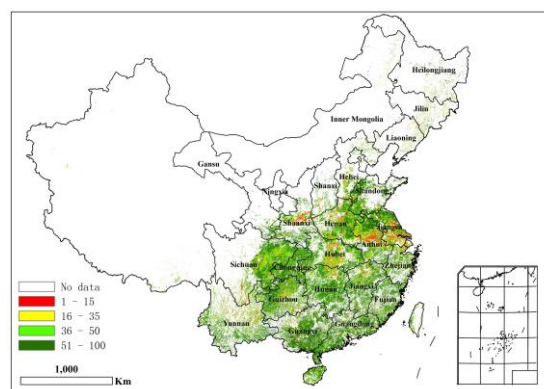 Heilongjiang
Jilin
Inner Mongolia
Liaoning
Gansu
Hebei
Ningxia
Shanxi
Shandong
Shaanxi
Henan
Jiangsu
Anhui
Hubei
Sichuan
Chongqing
Zhejiang
Hunan
Jiangxi
Guizhou
Fujian
Yunnan
Guangxi
Guangdong
No data
1 - 15
16 - 35
36 - 50
51 - 100
1,000
Km